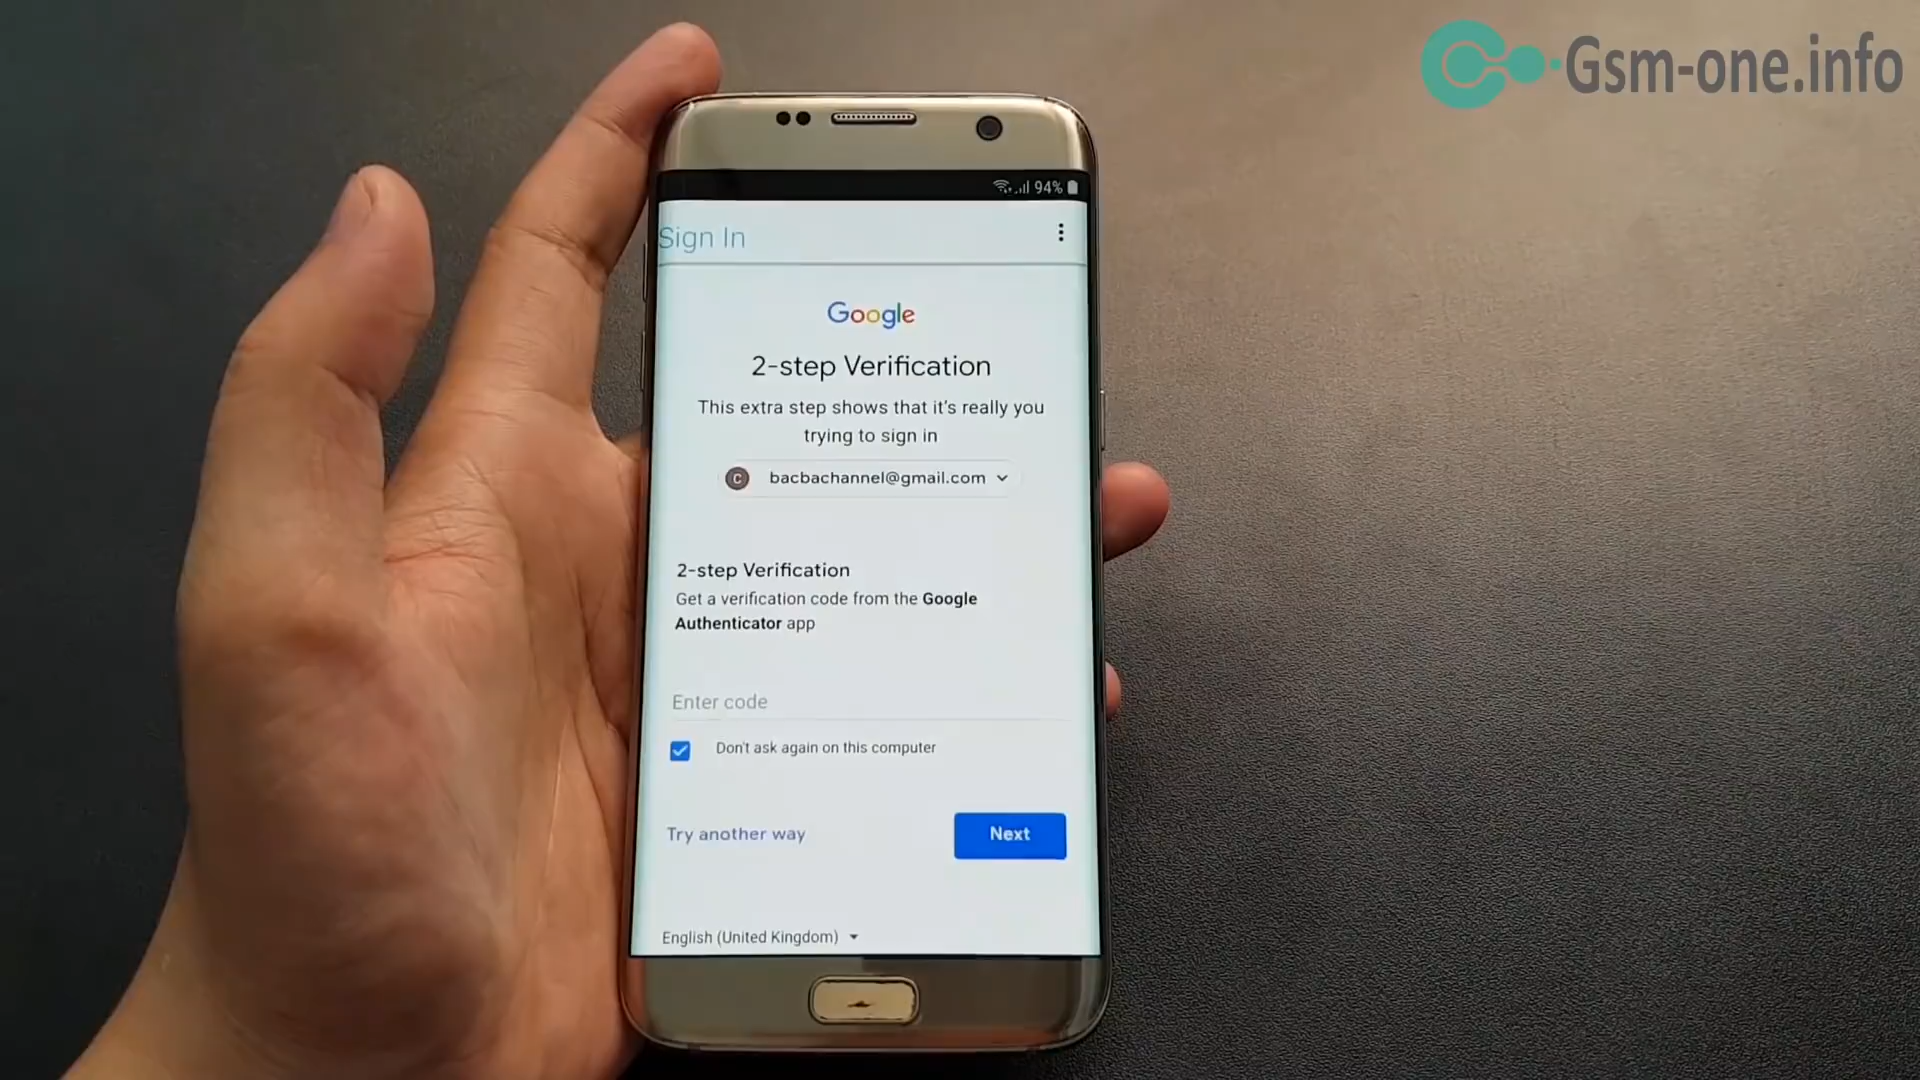 Gsm-one.info
94%
Sign In
Google
2-step Verification
This extra step shows that it's really you
trying to sign in
C
bacbachannel@gmail.com
2-step Verification
Get a verification code from the Google
Authenticator app
Enter code
Don't ask again on this computer
Try another way
Next
English (United Kingdom)